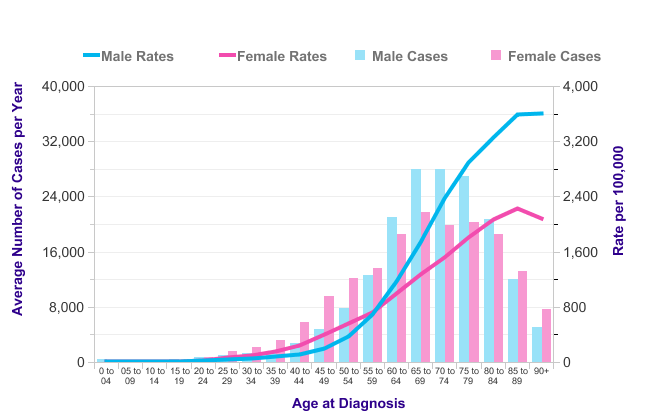 Male Rates Female Rates Male Cases Female Cases
40,000 4,000
32,000 3,200
24,000 2,400
16,000 1,600
8,000 800
0 0
Average Number of Cases per Year
Rate per 100,000
0 to 05 to 10 to 15 to 20 to 25 to 30 to 35 to 40 to 45 to 50 to 55 to 60 to 65 to 70 to 75 to 80 to 85 to 90+
04 09 14 19 24 29 34 39 44 49 54 59 64 69 74 79 84 89
Age at Diagnosis